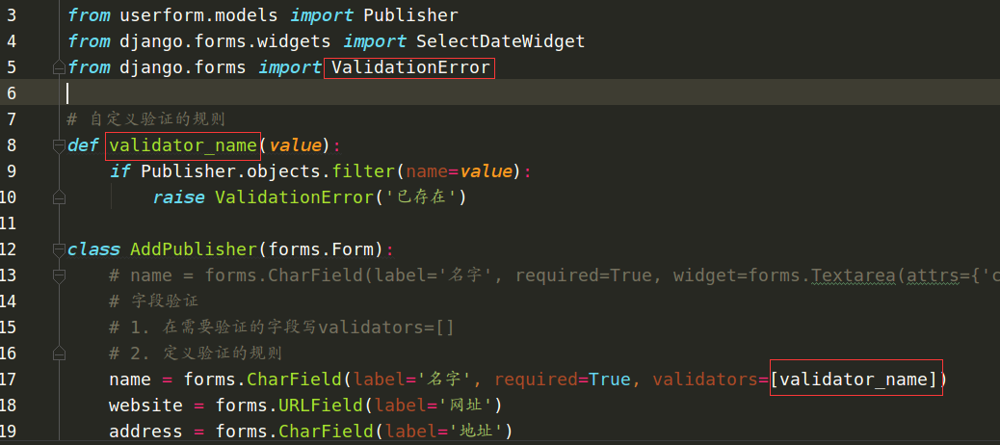 3 from userform.models import Publisher
4 from django.forms.widgets import SelectDateWidget
5 from django.forms import ValidationError
6
7 # 自定义验证的规则
8 def validator_name(value):
9 if Publisher.objects.filter(name=value):
10 raise ValidationError('已存在')
11
12 class AddPublisher(forms.Form):
13 # name = forms.CharField(label='名字', required=True, widget=forms.Textarea(attrs={'c
14 # 字段验证
15 # 1. 在需要验证的字段写validators=[]
16 # 2. 定义验证的规则
17 name = forms.CharField(label='名字', required=True, validators=[validator_name])
18 website = forms.URLField(label='网址')
19 address = forms.CharField(label='地址')